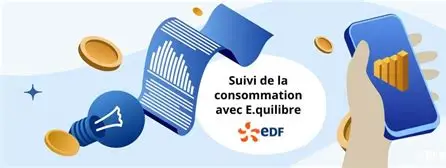 Suivi de la
consommation
avec E.quilibre
eDF